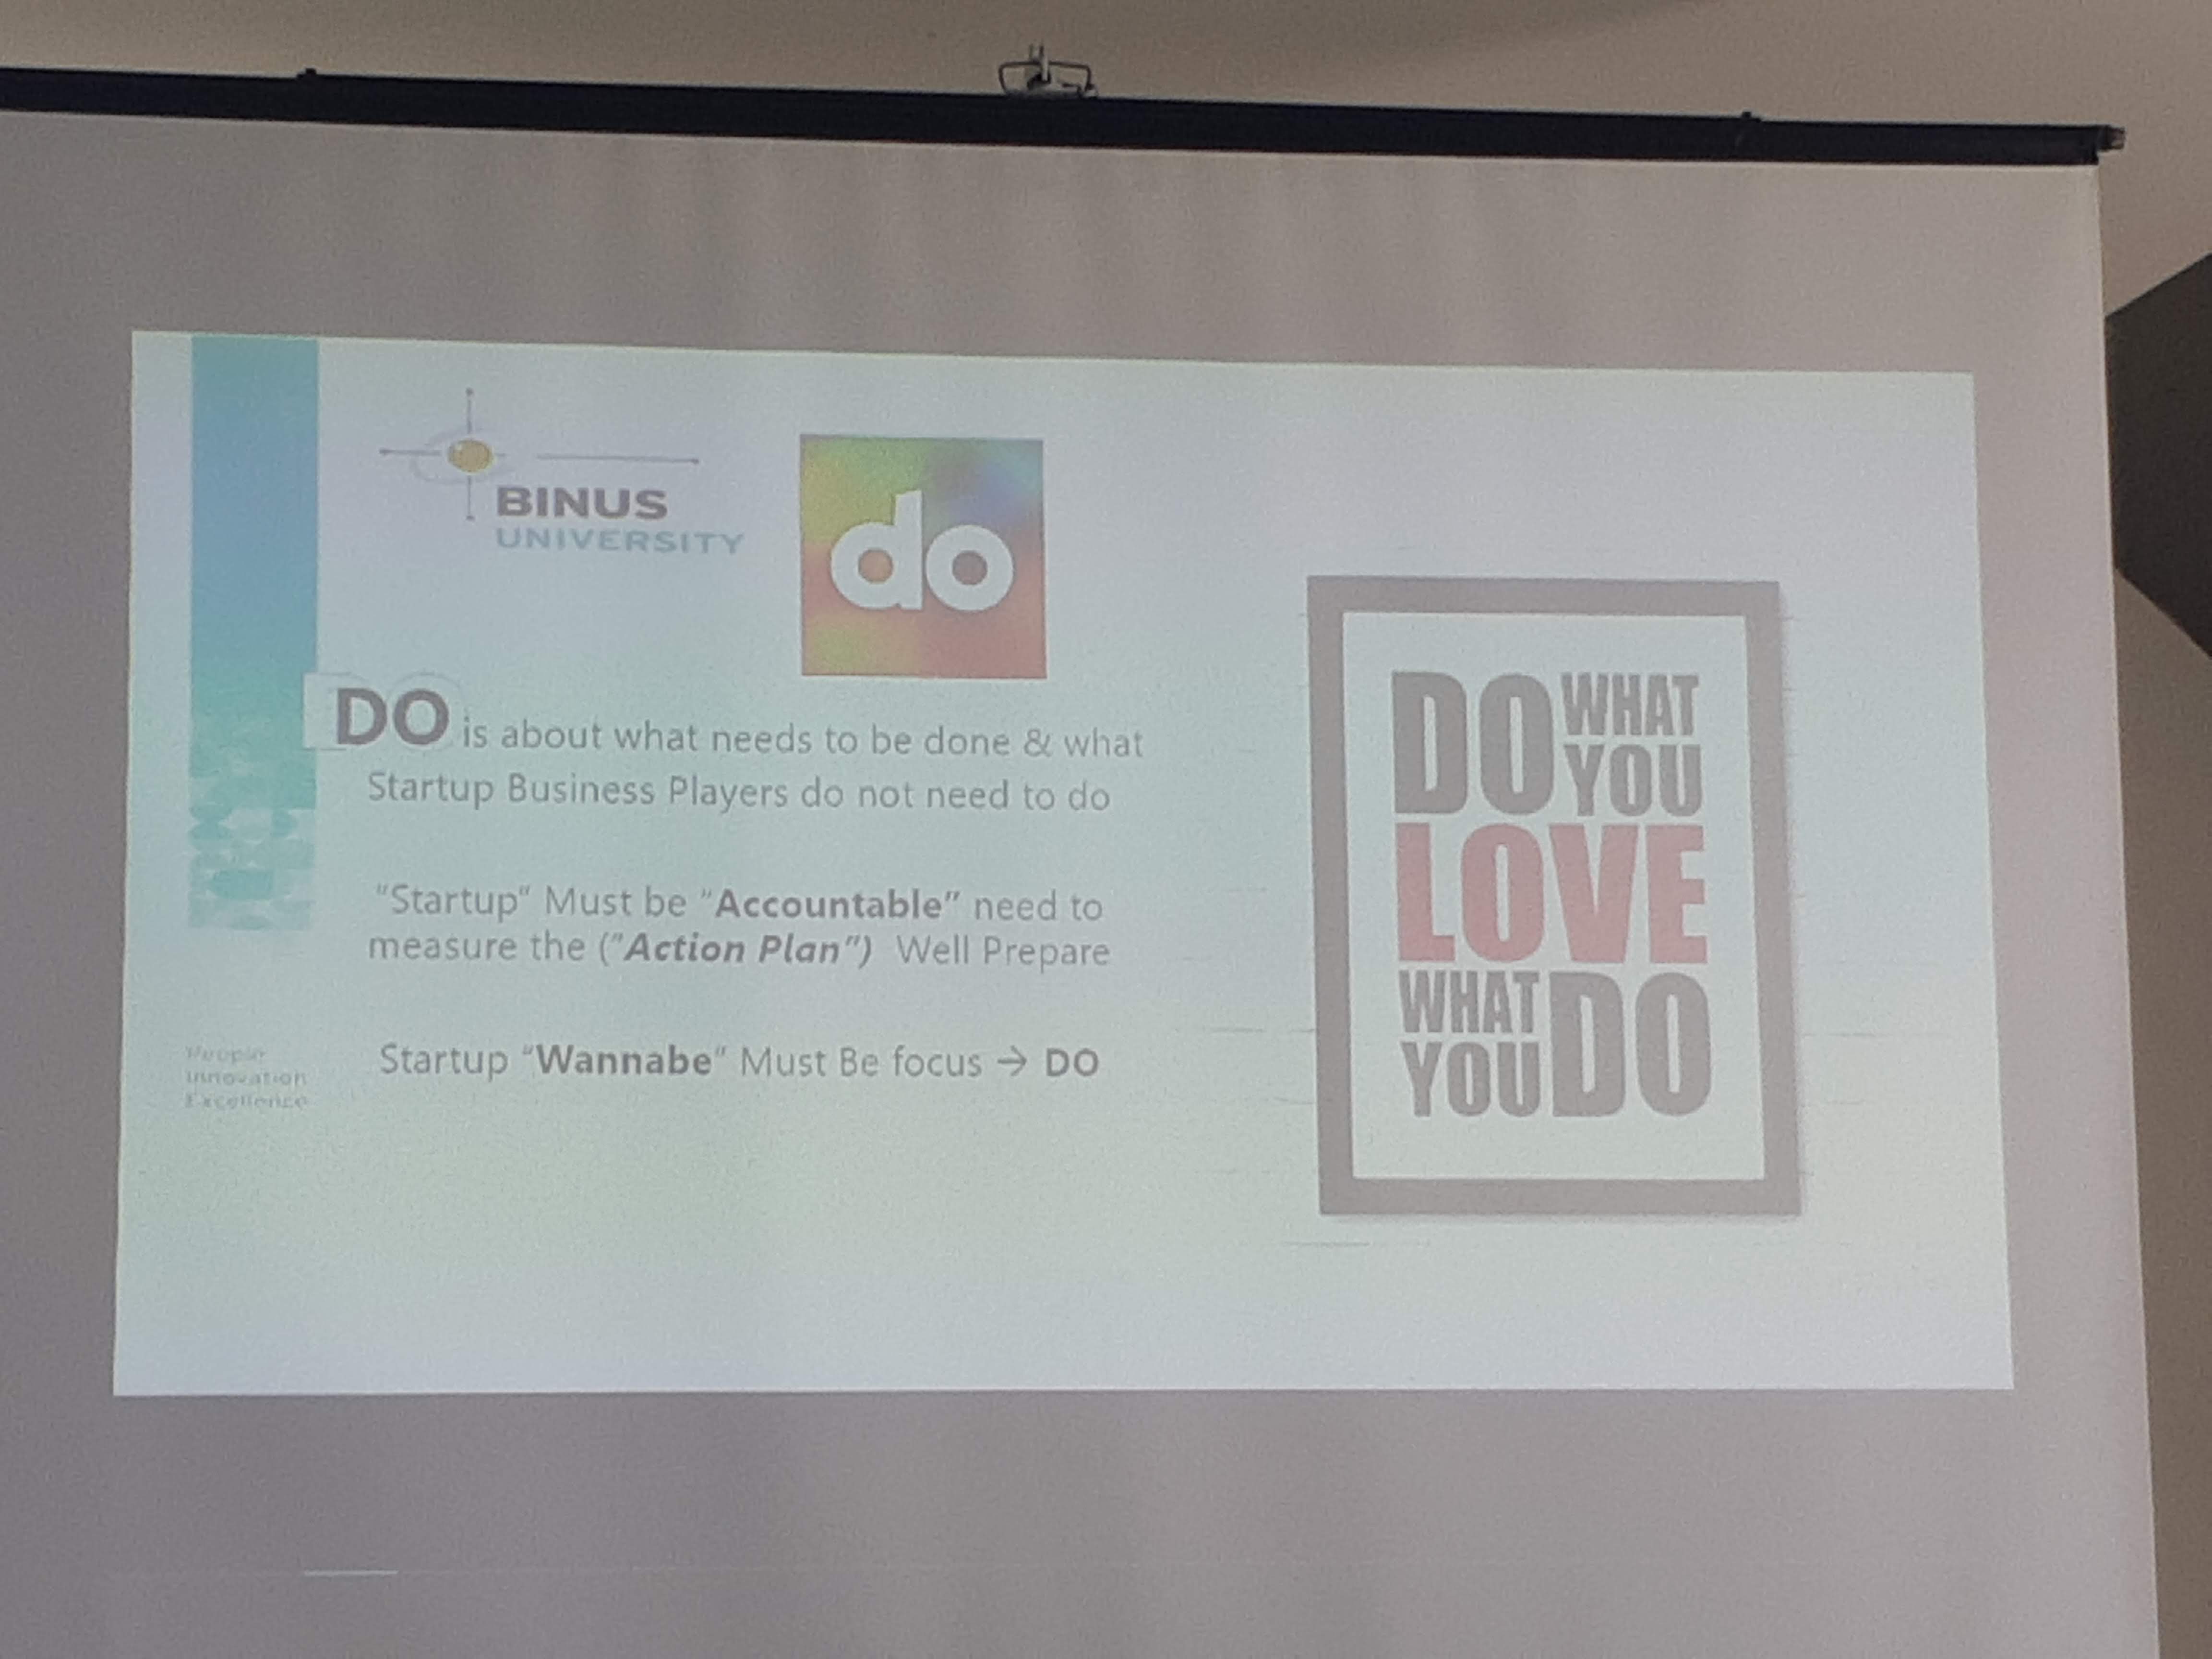 BINUS
UNIVERSITY
do
DO is about what needs to be done & what
Startup Business Players do not need to do
"Startup" Must be "Accountable" need to
measure the ("Action Plan") Well Prepare
Startup "Wannabe" Must Be focus → DO
People
Innovation
Excellence
DO WHAT
YOU
LOVE
WHAT
YOU DO